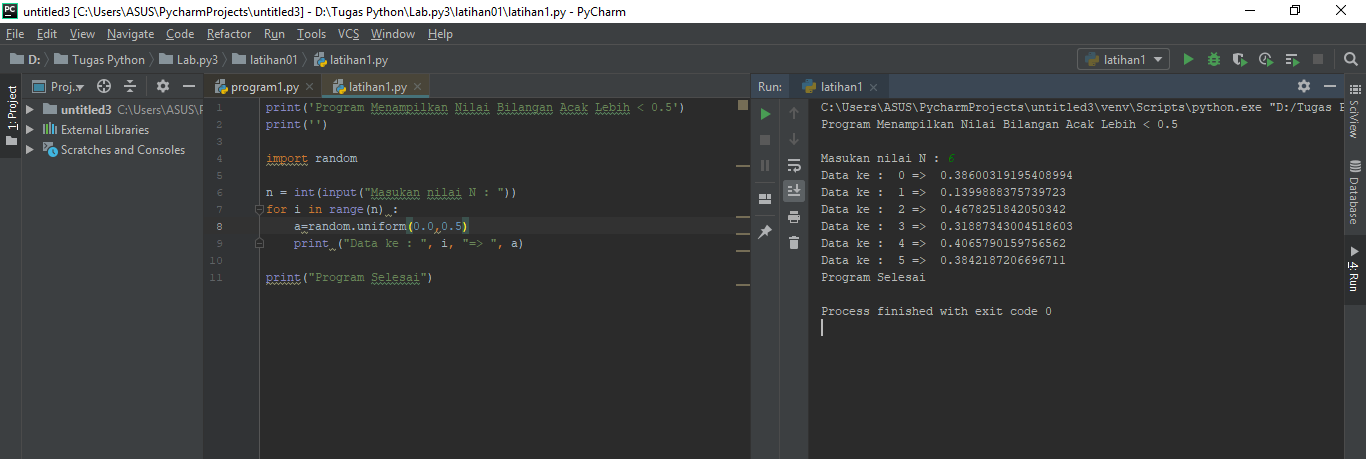 untitled3 [C:\Users\ASUS\PycharmProjects\untitled3] - D:\Tugas Python\Lab.py3\latihan01\latihan1.py - PyCharm
File Edit View Navigate Code Refactor Run Tools VCS Window Help
D: Tugas Python Lab.py3 latihan01 latihan1.py
latihan1
1: Project
Proj..
untitled3 C:\Users\ASUS\P
External Libraries
Scratches and Consoles
program1.py latihan1.py
1 print('Program Menampilkan Nilai Bilangan Acak Lebih < 0.5')
2 print('')
3
4 import random
5
6 n = int(input("Masukan nilai N : "))
7 for i in range(n) :
8 a=random.uniform(0.0,0.5)
9 print ("Data ke : ", i, "=> ", a)
10
11 print("Program Selesai")
Run: latihan1
C:\Users\ASUS\PycharmProjects\untitled3\venv\Scripts\python.exe "D:/Tugas P
Program Menampilkan Nilai Bilangan Acak Lebih < 0.5
Masukan nilai N : 6
Data ke :  0 =>  0.38600319195408994
Data ke :  1 =>  0.1399888375739723
Data ke :  2 =>  0.4678251842050342
Data ke :  3 =>  0.31887343004518603
Data ke :  4 =>  0.4065790159756562
Data ke :  5 =>  0.3842187206696711
Program Selesai
Process finished with exit code 0
SciView
Database
4: Run